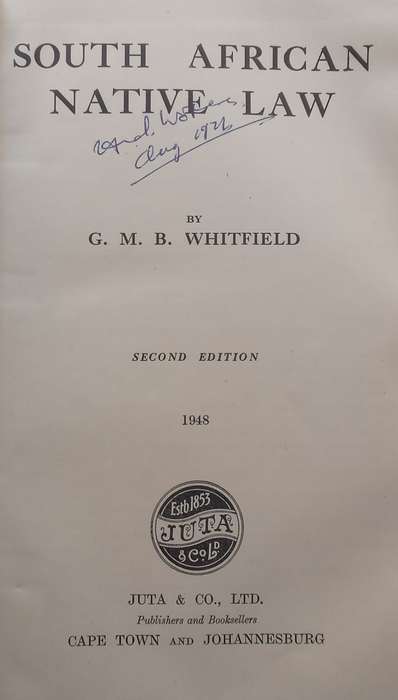 SOUTH AFRICAN
NATIVE LAW
Aug
BY
G. M. B. WHITFIELD
SECOND EDITION
1948
Estb 1853
JUTA
& Co. LD
JUTA & CO., LTD.
Publishers and Booksellers
CAPE TOWN AND JOHANNESBURG